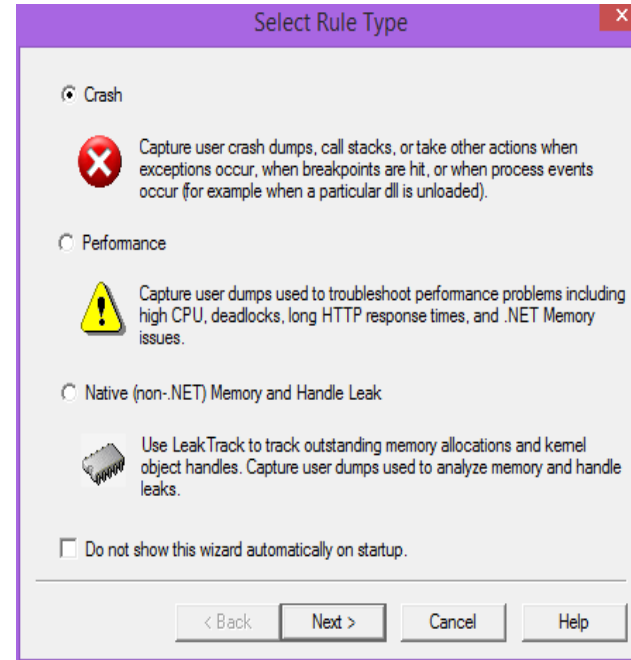 Select Rule Type
x
Crash
Capture user crash dumps, call stacks, or take other actions when
exceptions occur, when breakpoints are hit, or when process events
occur (for example when a particular dll is unloaded).
Performance
Capture user dumps used to troubleshoot performance problems including
high CPU, deadlocks, long HTTP response times, and .NET Memory
issues.
Native (non-.NET) Memory and Handle Leak
Use LeakTrack to track outstanding memory allocations and kernel
object handles. Capture user dumps used to analyze memory and handle
leaks.
Do not show this wizard automatically on startup.
< Back Next > Cancel Help